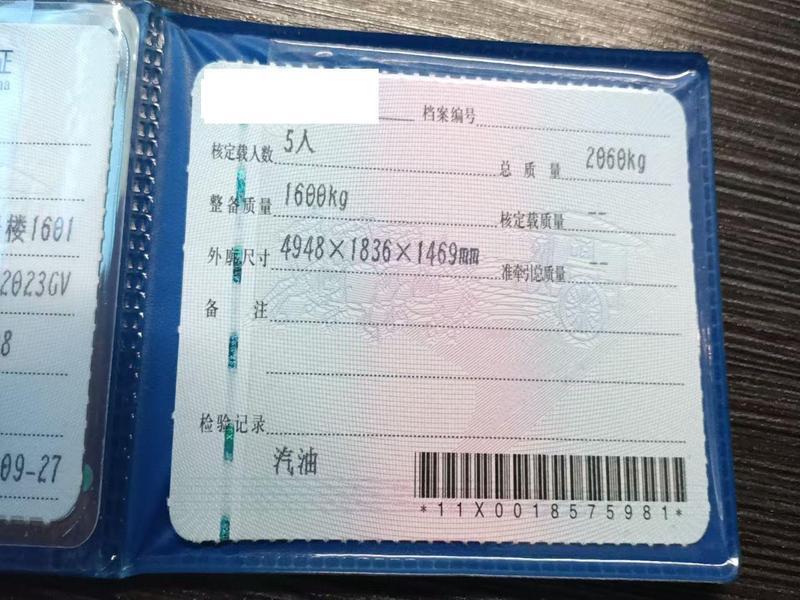 证
na
楼1601
2023GV
8
09-27
档案编号
核定载人数 5人 总质量 2060kg
整备质量 1600kg 核定载质量 --
外廓尺寸 4948×1836×1469mm 准牵引总质量 --
备注
检验记录
汽油
*11X0018575981*